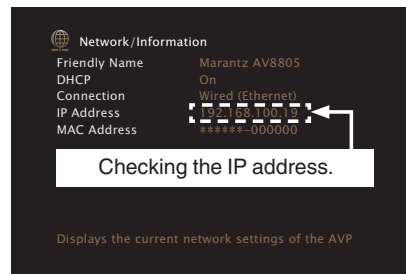 Network/Information
Friendly Name Marantz AV8805
DHCP On
Connection Wired (Ethernet)
IP Address 192.168.100.19
MAC Address ******-000000
Checking the IP address.
Displays the current network settings of the AVP